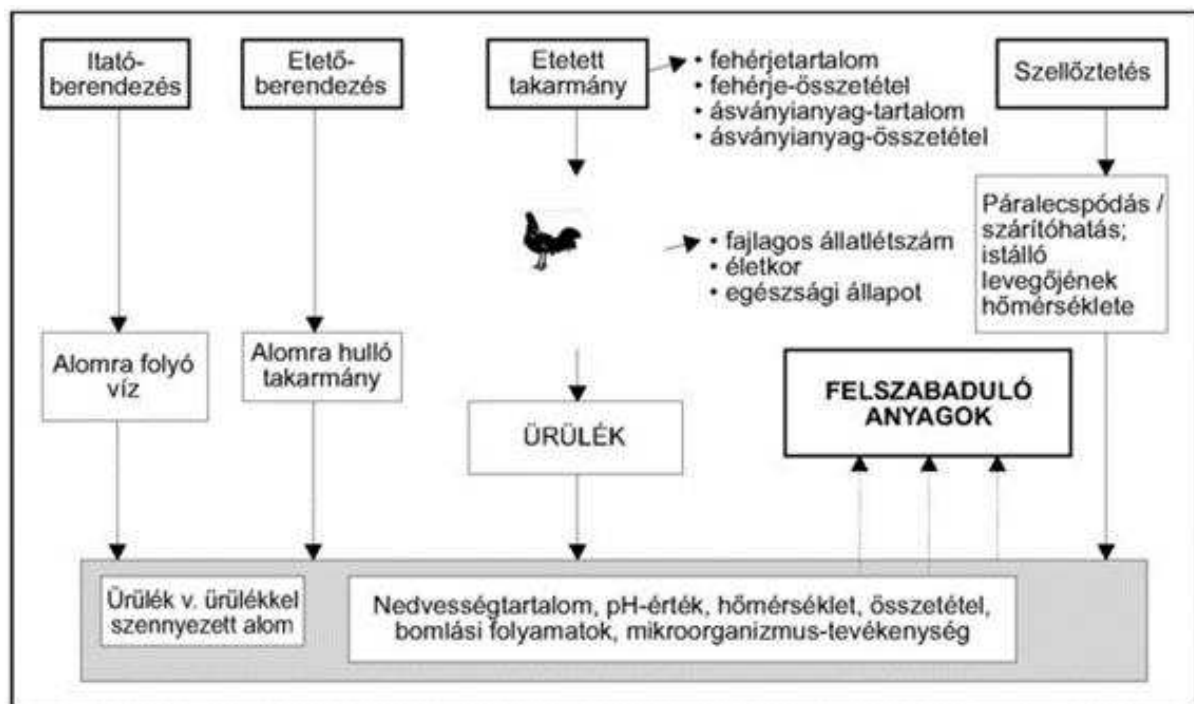 Itató-
berendezés
Etető-
berendezés
Etetett
takarmány
• fehérjetartalom
• fehérje-összetétel
• ásványianyag-tartalom
• ásványianyag-összetétel
Szellőztetés
Páralecspódás /
szárítóhatás;
istálló
levegőjének
hőmérséklete
• fajlagos állatlétszám
• életkor
• egészségi állapot
Alomra folyó
víz
Alomra hulló
takarmány
ÜRÜLÉK
FELSZABADULÓ
ANYAGOK
Ürülék v. ürülékkel
szennyezett alom
Nedvességtartalom, pH-érték, hőmérséklet, összetétel,
bomlási folyamatok, mikroorganizmus-tevékenység